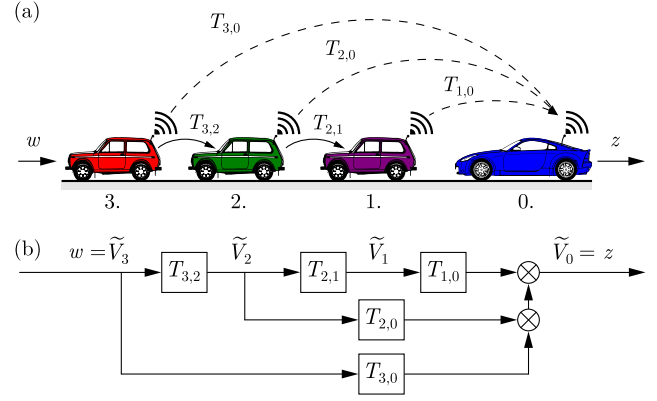 (a)
T₃,₀
T₂,₀
T₁,₀
T₃,₂
T₂,₁
w
z
3.
2.
1.
0.
(b)
w = Ṽ₃
Ṽ₂
Ṽ₁
Ṽ₀ = z
T₃,₂
T₂,₁
T₁,₀
T₂,₀
T₃,₀